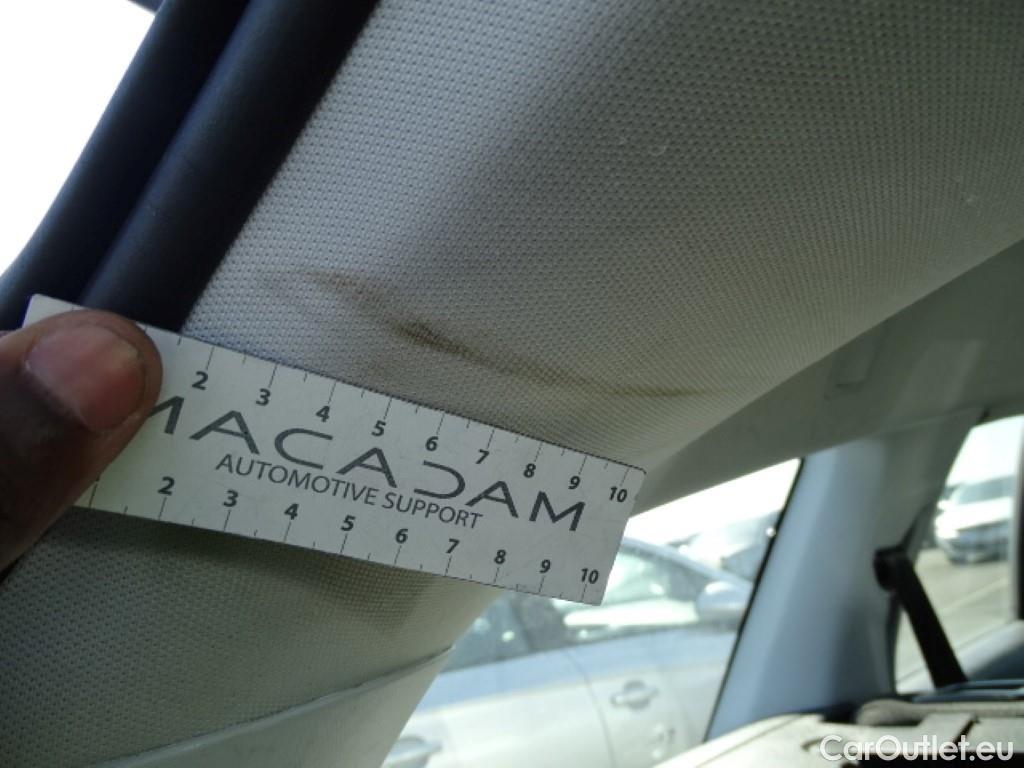 2 3 4 5 6 7 8 9 10
MACADAM
AUTOMOTIVE SUPPORT
2 3 4 5 6 7 8 9 10
CarOutlet.eu